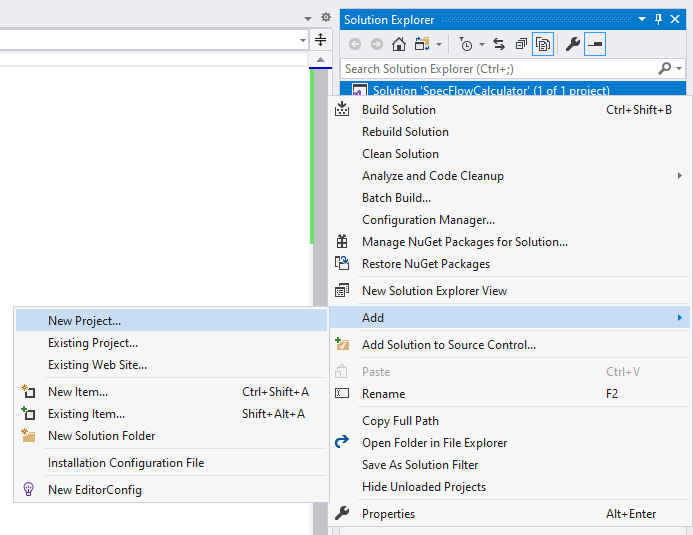 Solution Explorer
Search Solution Explorer (Ctrl+;)
Solution 'SpecFlowCalculator' (1 of 1 project)
Build Solution Ctrl+Shift+B
Rebuild Solution
Clean Solution
Analyze and Code Cleanup
Batch Build...
Configuration Manager...
Manage NuGet Packages for Solution...
Restore NuGet Packages
New Solution Explorer View
Add
Add Solution to Source Control...
Paste Ctrl+V
Rename F2
Copy Full Path
Open Folder in File Explorer
Save As Solution Filter
Hide Unloaded Projects
Properties Alt+Enter
New Project...
Existing Project...
Existing Web Site...
New Item... Ctrl+Shift+A
Existing Item... Shift+Alt+A
New Solution Folder
Installation Configuration File
New EditorConfig